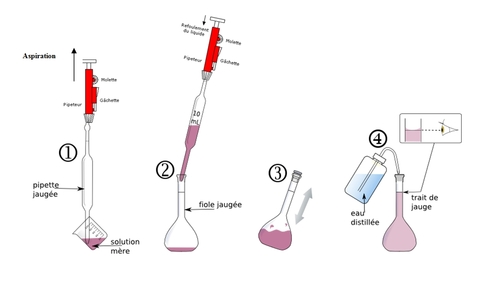 Aspiration
Molette
Gâchette
Pipeteur
①
pipette
jaugée
solution
mère
Refoulement
du liquide
Molette
Gâchette
Pipeteur
10
mL
②
fiole jaugée
③
④
eau
distillée
trait de
jauge